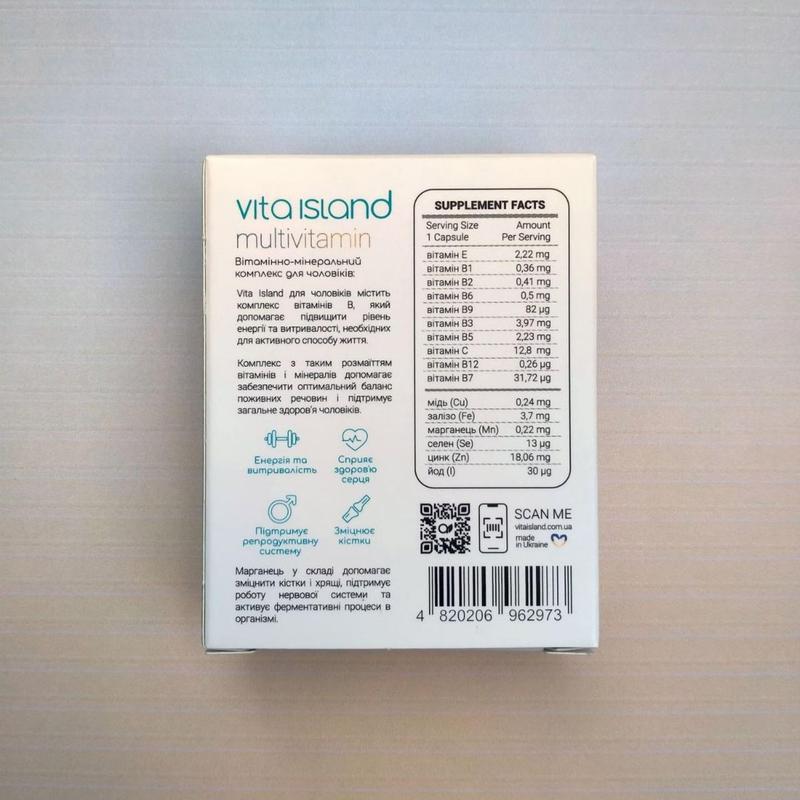 vita island
multivitamin
Вітамінно-мінеральний
комплекс для чоловіків:
Vita Island для чоловіків містить
комплекс вітамінів В, який
допомагає підвищити рівень
енергії та витривалості, необхідних
для активного способу життя.
Комплекс з таким розмаїттям
вітамінів і мінералів допомагає
забезпечити оптимальний баланс
поживних речовин і підтримує
загальне здоров'я чоловіків.
Енергія та
витривалість
Сприяє
здоров'ю
серця
Підтримує
репродуктивну
систему
Зміцнює
кістки
Марганець у складі допомагає
зміцнити кістки і хрящі, підтримує
роботу нервової системи та
активує ферментативні процеси в
організмі.
SUPPLEMENT FACTS
Serving Size Amount
1 Capsule Per Serving
вітамін Е 2,22 mg
вітамін В1 0,36 mg
вітамін В2 0,41 mg
вітамін В6 0,5 mg
вітамін В9 82 µg
вітамін В3 3,97 mg
вітамін В5 2,23 mg
вітамін С 12,8 mg
вітамін В12 0,26 µg
вітамін В7 31,72 µg
мідь (Cu) 0,24 mg
залізо (Fe) 3,7 mg
марганець (Mn) 0,22 mg
селен (Se) 13 µg
цинк (Zn) 18,06 mg
йод (I) 30 µg
SCAN ME
vitaisland.com.ua
made
in Ukraine
4 820206 962973